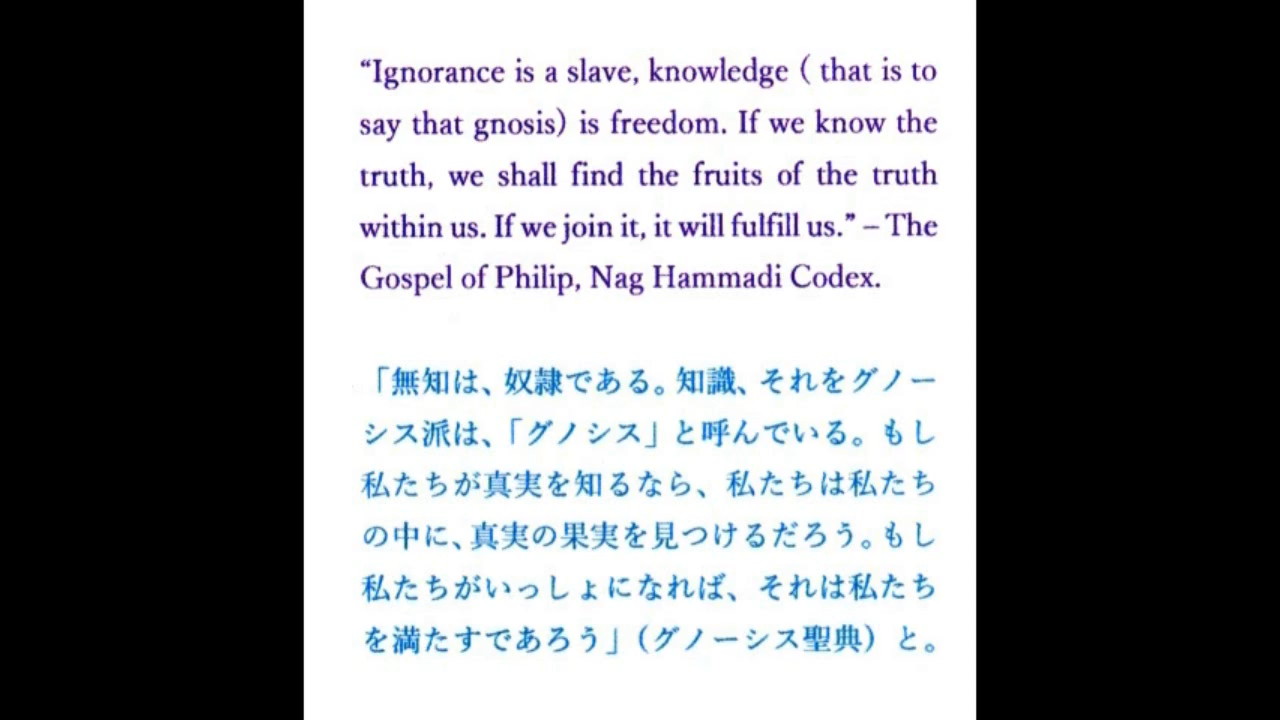 “Ignorance is a slave, knowledge ( that is to
say that gnosis) is freedom. If we know the
truth, we shall find the fruits of the truth
within us. If we join it, it will fulfill us.” – The
Gospel of Philip, Nag Hammadi Codex.
「無知は、奴隷である。知識、それをグノー
シス派は、「グノシス」と呼んでいる。もし
私たちが真実を知るなら、私たちは私たち
の中に、真実の果実を見つけるだろう。もし
私たちがいっしょになれば、それは私たち
を満たすであろう」（グノーシス聖典）と。